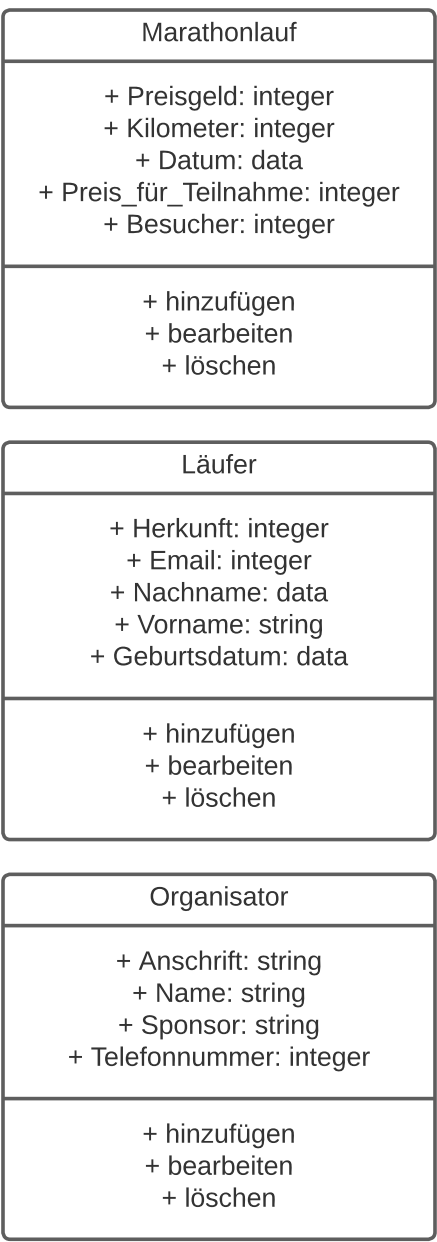 Marathonlauf
+ Preisgeld: integer
+ Kilometer: integer
+ Datum: data
+ Preis_für_Teilnahme: integer
+ Besucher: integer
+ hinzufügen
+ bearbeiten
+ löschen
Läufer
+ Herkunft: integer
+ Email: integer
+ Nachname: data
+ Vorname: string
+ Geburtsdatum: data
+ hinzufügen
+ bearbeiten
+ löschen
Organisator
+ Anschrift: string
+ Name: string
+ Sponsor: string
+ Telefonnummer: integer
+ hinzufügen
+ bearbeiten
+ löschen